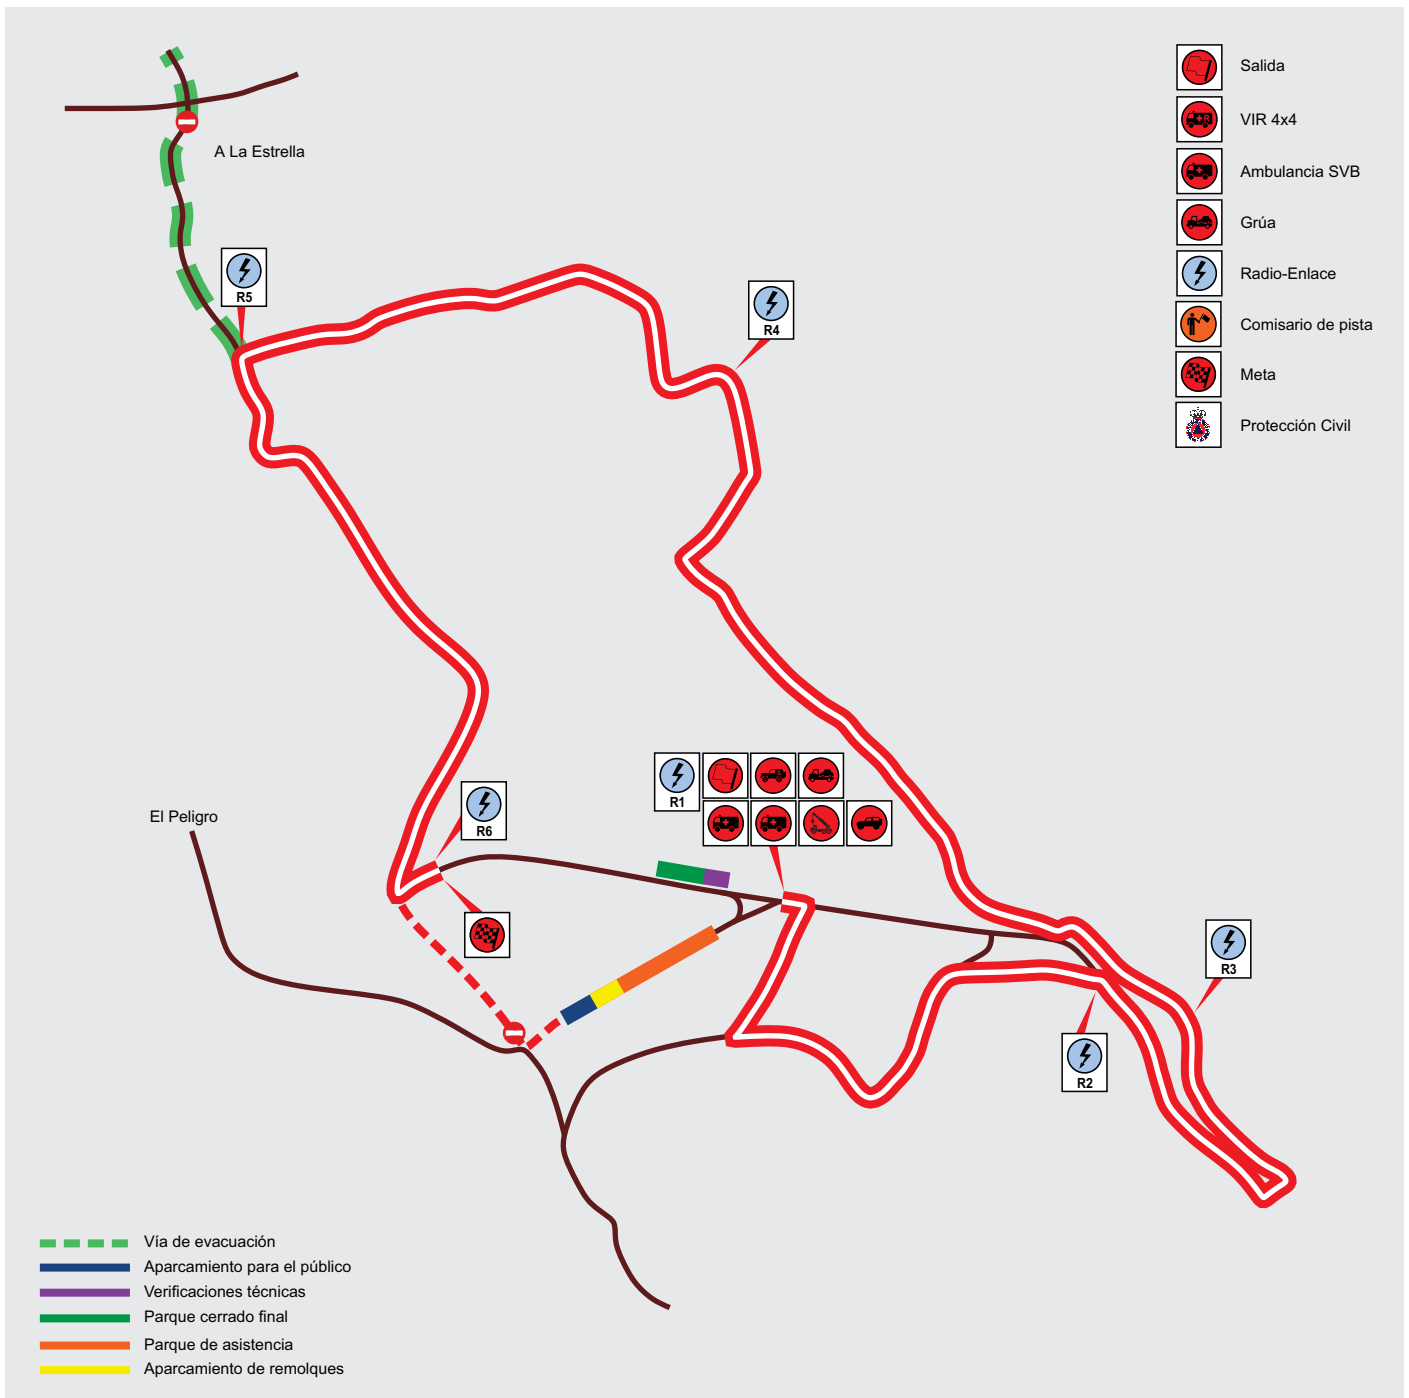 Salida
VIR 4x4
Ambulancia SVB
Grúa
Radio-Enlace
Comisario de pista
Meta
Protección Civil
A La Estrella
R5
R4
El Peligro
R1
R6
R3
R2
Vía de evacuación
Aparcamiento para el público
Verificaciones técnicas
Parque cerrado final
Parque de asistencia
Aparcamiento de remolques